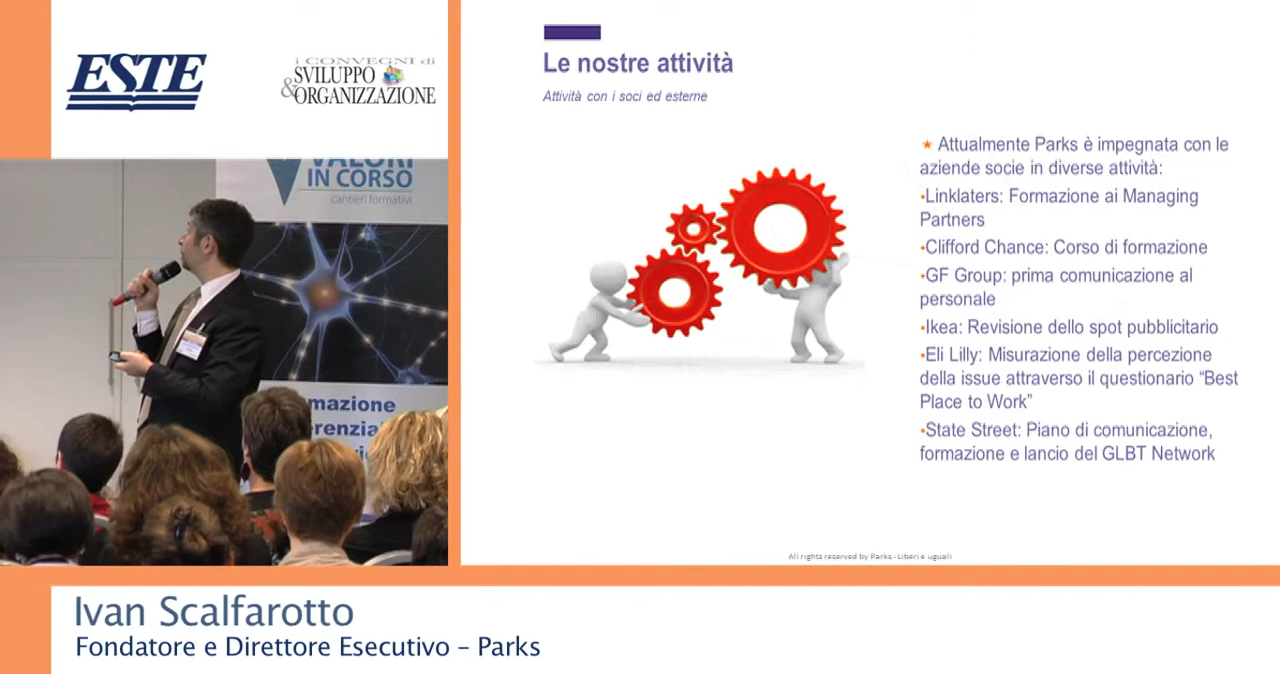 ESTE
i CONVEGNI di
SVILUPPO
& ORGANIZZAZIONE
VALORI
IN CORSO
cantieri formativi
Le nostre attività
Attività con i soci ed esterne
★ Attualmente Parks è impegnata con le
aziende socie in diverse attività:
•Linklaters: Formazione ai Managing
Partners
•Clifford Chance: Corso di formazione
•GF Group: prima comunicazione al
personale
•Ikea: Revisione dello spot pubblicitario
•Eli Lilly: Misurazione della percezione
della issue attraverso il questionario “Best
Place to Work”
•State Street: Piano di comunicazione,
formazione e lancio del GLBT Network
All rights reserved by Parks - Liberi e uguali
Ivan Scalfarotto
Fondatore e Direttore Esecutivo – Parks